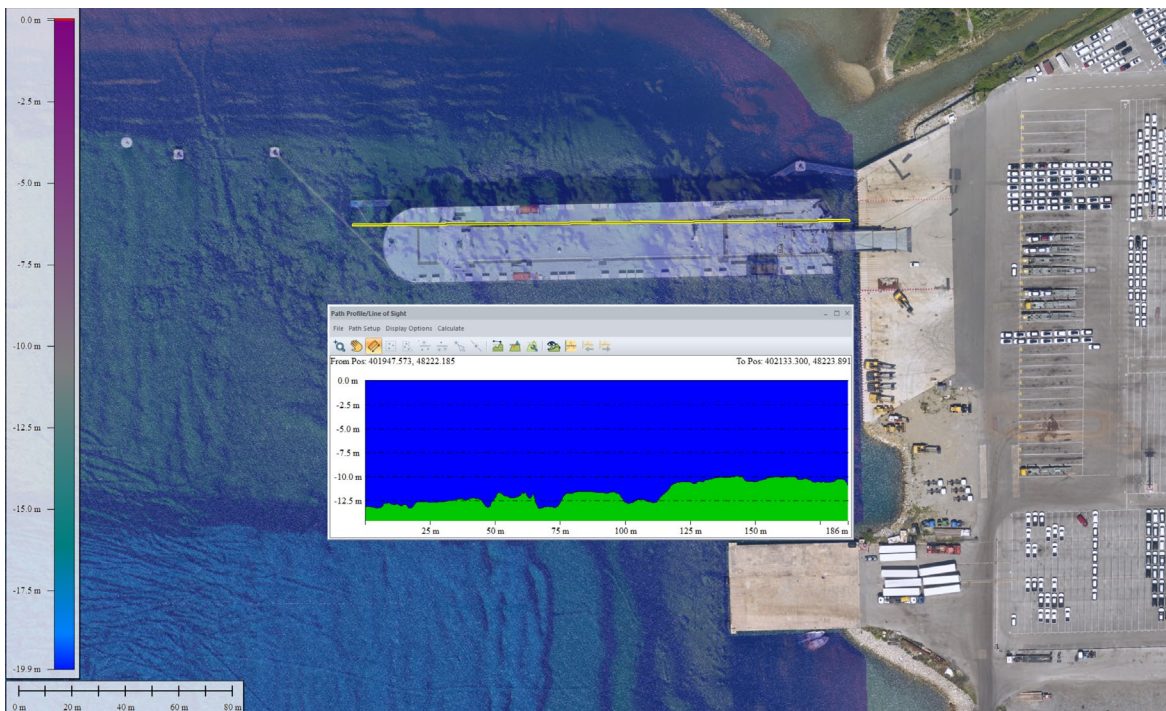 0.0 m
-2.5 m
-5.0 m
-7.5 m
-10.0 m
-12.5 m
-15.0 m
-17.5 m
-19.9 m
0 m 20 m 40 m 60 m 80 m
Path Profile/Line of Sight
File Path Setup Display Options Calculate
From Pos: 401947.573, 48222.185 To Pos: 402133.300, 48223.891
0.0 m
-2.5 m
-5.0 m
-7.5 m
-10.0 m
-12.5 m
25 m 50 m 75 m 100 m 125 m 150 m 186 m